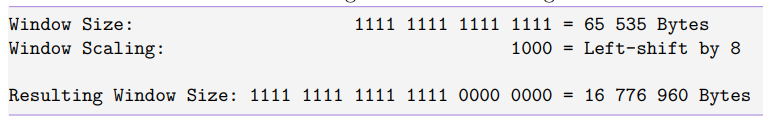 Window Size: 1111 1111 1111 1111 = 65 535 Bytes
Window Scaling: 1000 = Left-shift by 8
Resulting Window Size: 1111 1111 1111 1111 0000 0000 = 16 776 960 Bytes